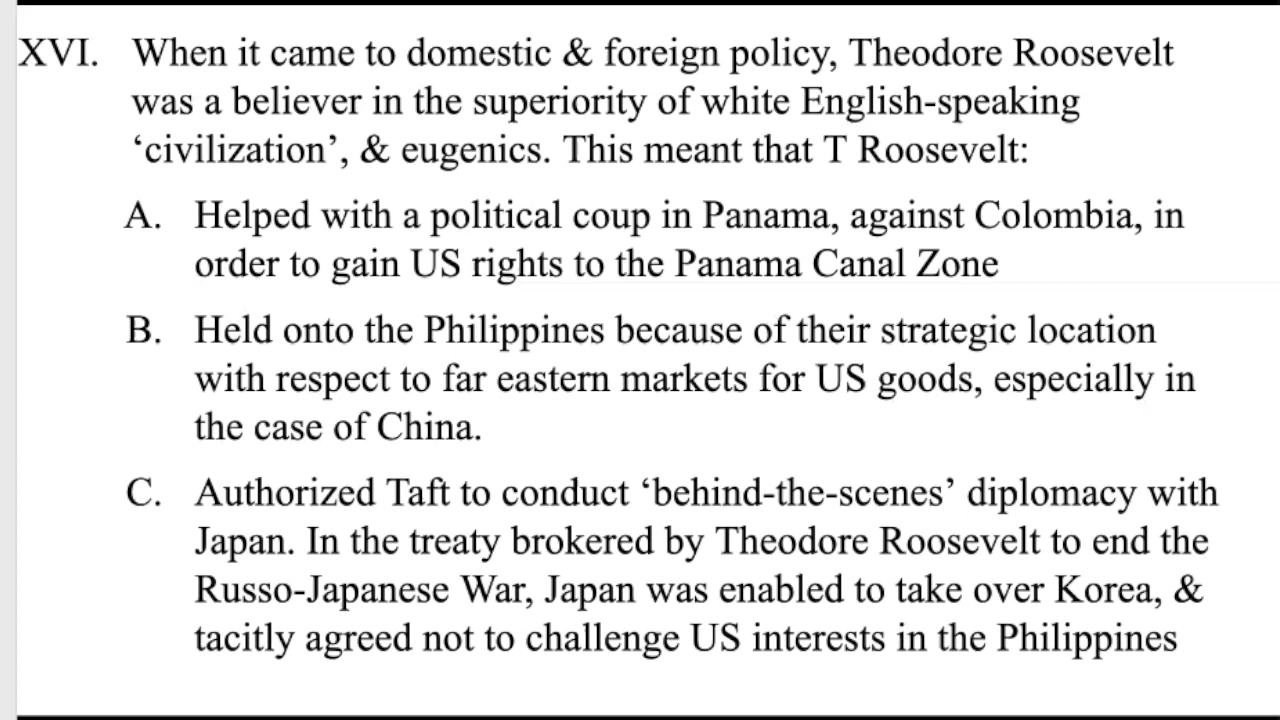 XVI. When it came to domestic & foreign policy, Theodore Roosevelt
was a believer in the superiority of white English-speaking
‘civilization’, & eugenics. This meant that T Roosevelt:
A. Helped with a political coup in Panama, against Colombia, in
order to gain US rights to the Panama Canal Zone
B. Held onto the Philippines because of their strategic location
with respect to far eastern markets for US goods, especially in
the case of China.
C. Authorized Taft to conduct ‘behind-the-scenes’ diplomacy with
Japan. In the treaty brokered by Theodore Roosevelt to end the
Russo-Japanese War, Japan was enabled to take over Korea, &
tacitly agreed not to challenge US interests in the Philippines